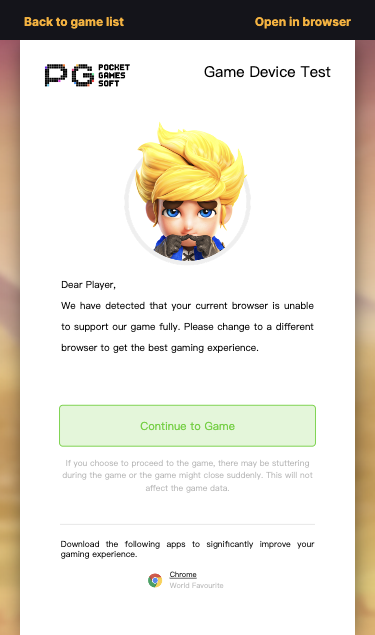 Back to game list
Open in browser
PG POCKET GAMES SOFT
Game Device Test
Dear Player,
We have detected that your current browser is unable
to support our game fully. Please change to a different
browser to get the best gaming experience.
Continue to Game
If you choose to proceed to the game, there may be stuttering
during the game or the game might close suddenly. This will not
affect the game data.
Download the following apps to significantly improve your
gaming experience.
Chrome
World Favourite